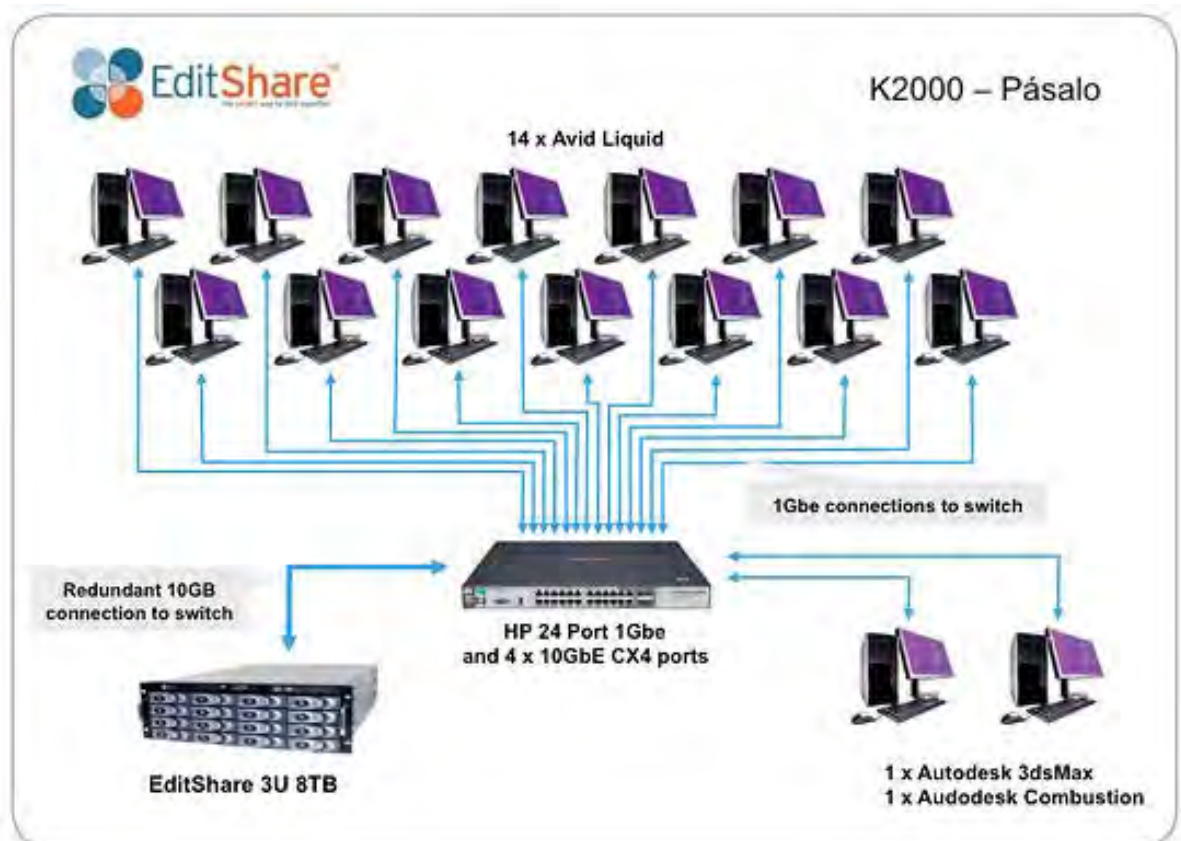 EditShare™
K2000 – Pásalo
14 x Avid Liquid
1Gbe connections to switch
Redundant 10GB
connection to switch
HP 24 Port 1Gbe
and 4 x 10GbE CX4 ports
EditShare 3U 8TB
1 x Autodesk 3dsMax
1 x Audodesk Combustion